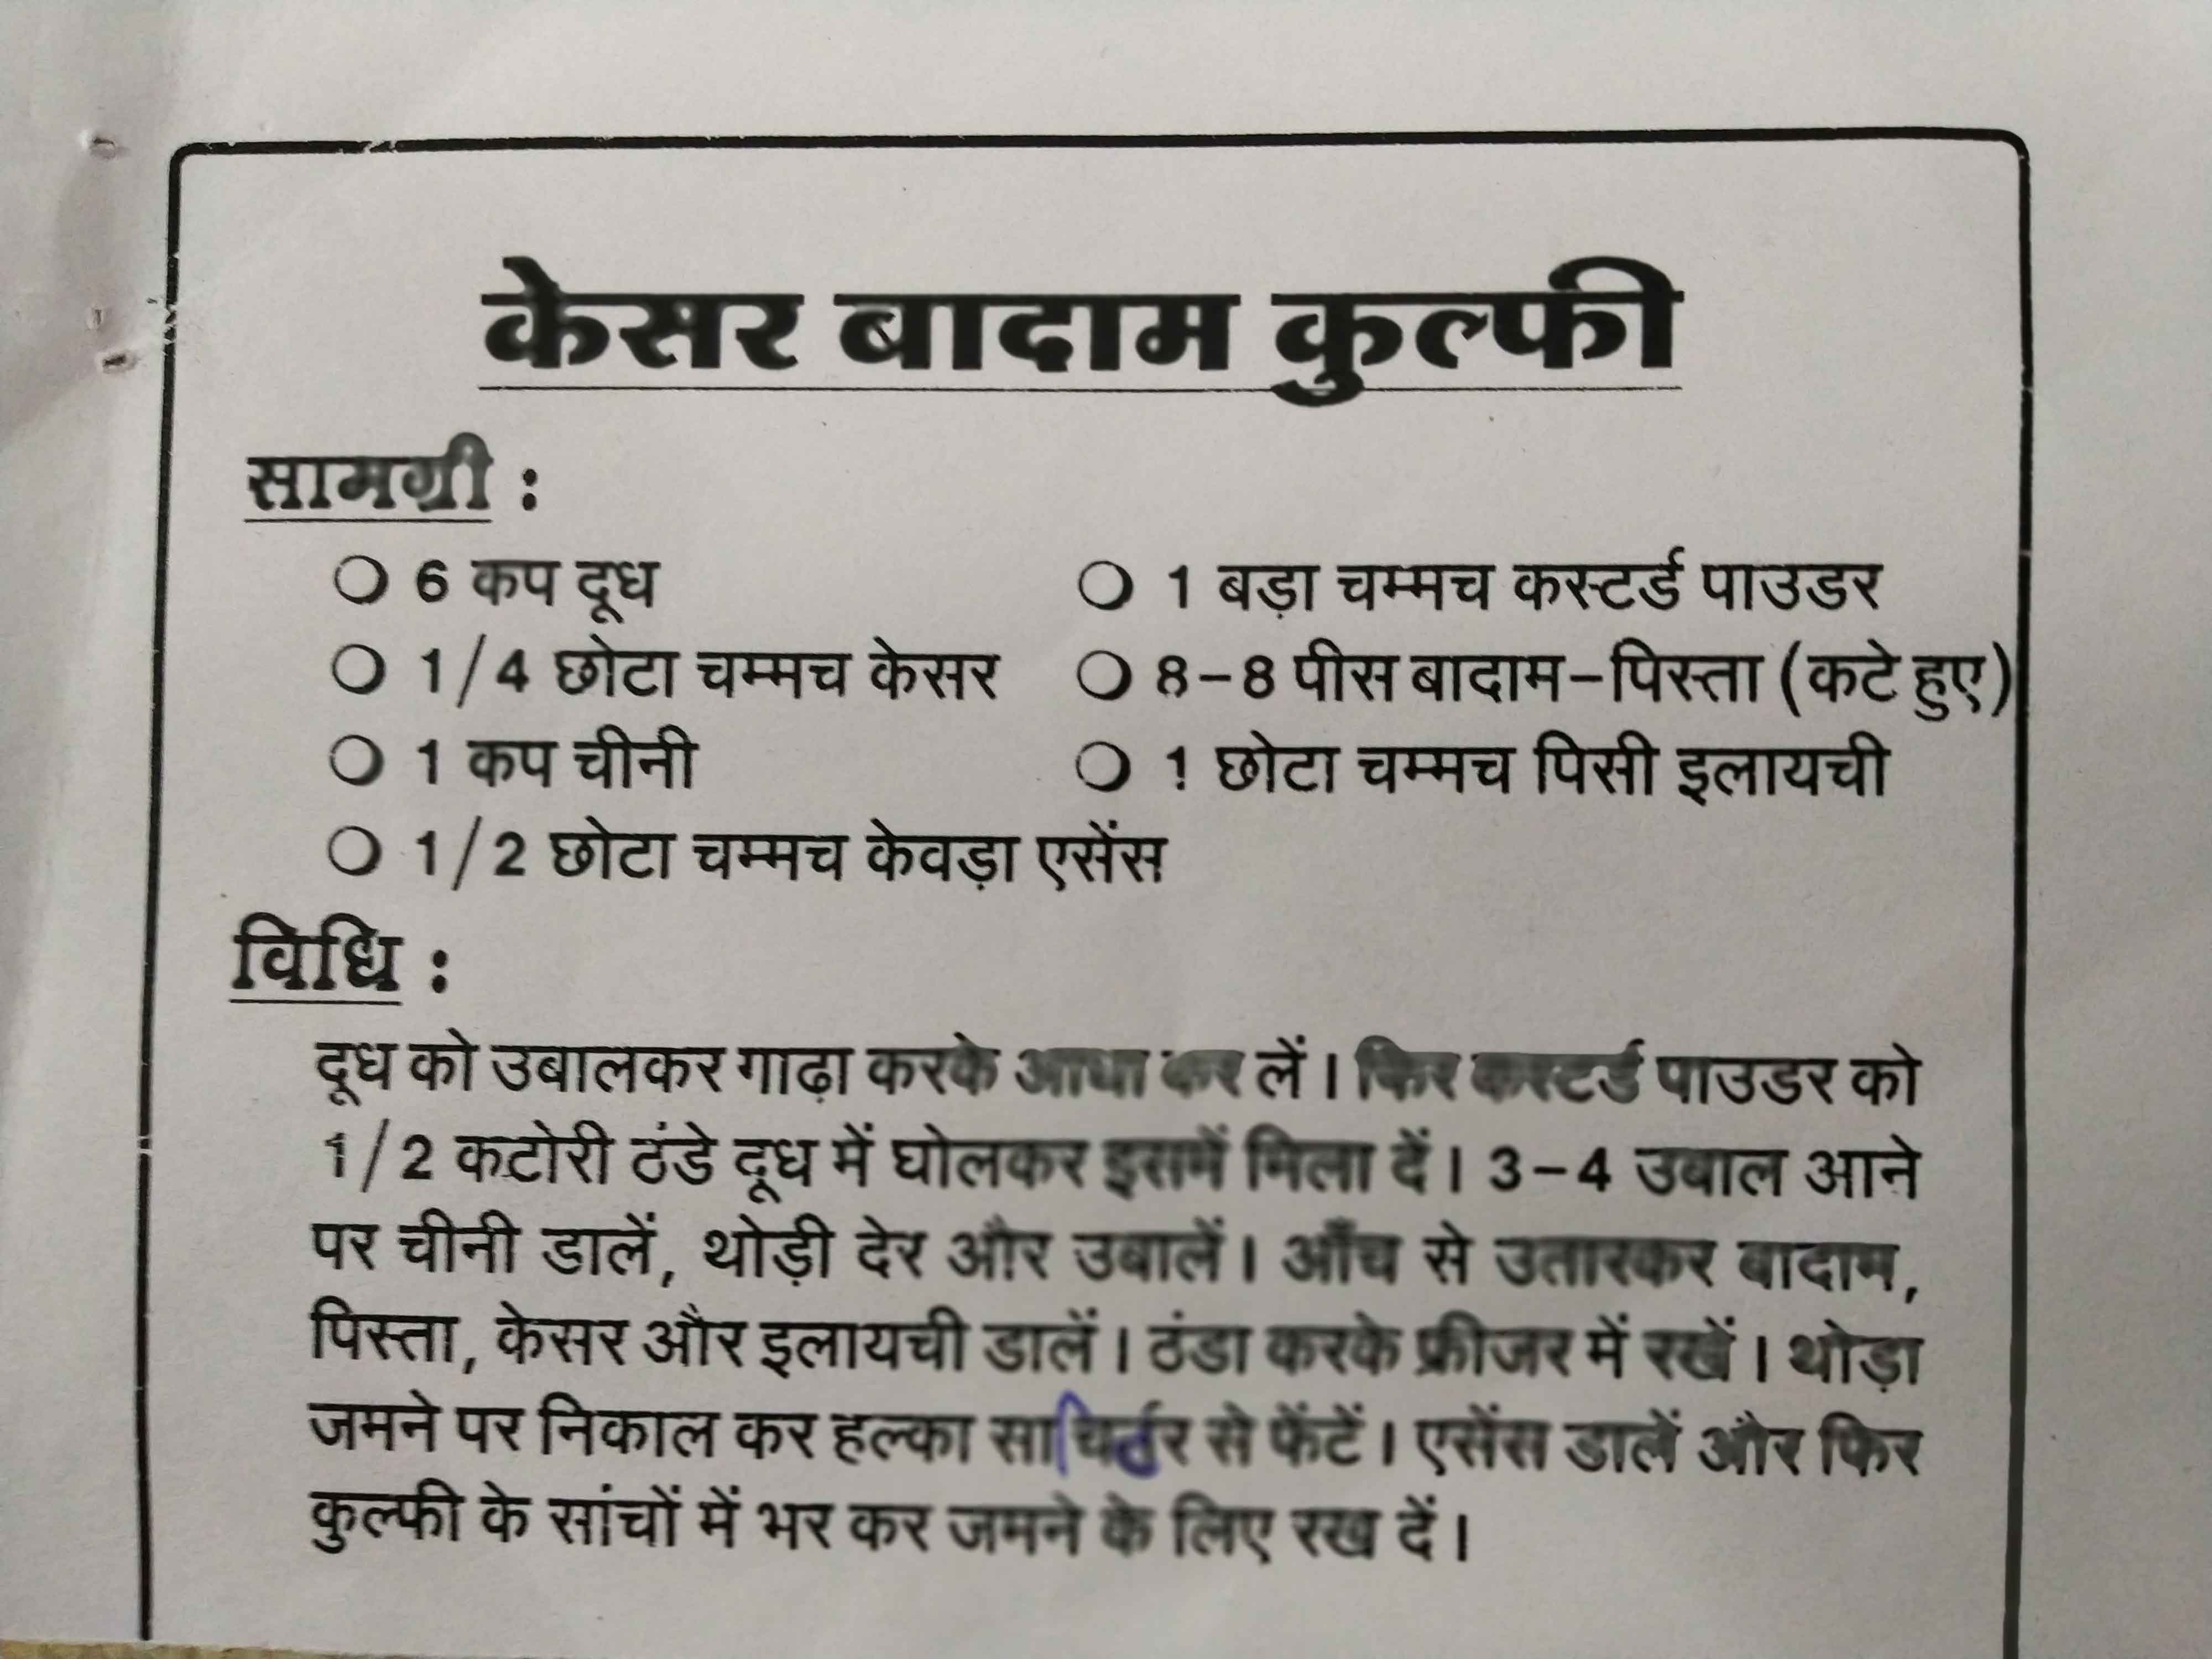 केसर बादाम कुल्फी
सामग्री :
○ 6 कप दूध ○ 1 बड़ा चम्मच कस्टर्ड पाउडर
○ 1/4 छोटा चम्मच केसर ○ 8-8 पीस बादाम-पिस्ता (कटे हुए)
○ 1 कप चीनी ○ 1 छोटा चम्मच पिसी इलायची
○ 1/2 छोटा चम्मच केवड़ा एसेंस
विधि :
दूध को उबालकर गाढ़ा करके आधा कर लें। फिर कस्टर्ड पाउडर को
1/2 कटोरी ठंडे दूध में घोलकर इसमें मिला दें। 3-4 उबाल आने
पर चीनी डालें, थोड़ी देर और उबालें। आँच से उतारकर बादाम,
पिस्ता, केसर और इलायची डालें। ठंडा करके फ्रीजर में रखें। थोड़ा
जमने पर निकाल कर हल्का सा से फेंटें। एसेंस डालें और फिर
कुल्फी के सांचों में भर कर जमने के लिए रख दें।